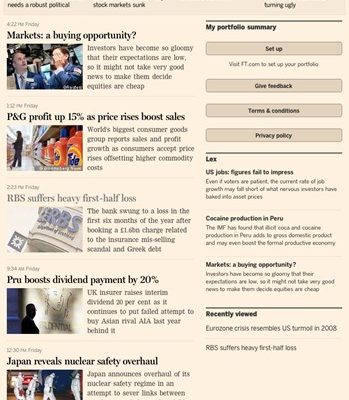 needs a robust political
stock markets sunk
turning ugly
4:22 PM Friday
Markets: a buying opportunity?
Investors have become so gloomy
that their expectations are low,
so it might not take very good
news to make them decide
equities are cheap
1:12 PM Friday
P&G profit up 15% as price rises boost sales
World's biggest consumer goods
group reports sales and profit
growth as consumers accept price
rises offsetting higher commodity
costs
2:23 PM Friday
RBS suffers heavy first-half loss
RBS
The bank swung to a loss in the
first six months of the year after
booking a £1.6bn charge related
to the insurance mis-selling
scandal and Greek debt
9:34 AM Friday
Pru boosts dividend payment by 20%
UK insurer raises interim
dividend 20 per cent as it
continues to put failed attempt to
buy Asian rival AIA last year
behind it
12:30 PM Friday
Japan reveals nuclear safety overhaul
Japan announces overhaul of its
nuclear safety regime in an
attempt to sever links between
My portfolio summary
Set up
Visit FT.com to set up your portfolio
Give feedback
Terms & conditions
Privacy policy
Lex
US jobs: figures fail to impress
Even if voters are patient, the current rate of job
growth may fall short of what nervous investors have
baked into asset prices
Cocaine production in Peru
The IMF has found that illicit coca and cocaine
production in Peru adds to gross domestic product
and may even boost the formal productive economy
Markets: a buying opportunity?
Investors have become so gloomy that their
expectations are low, so it might not take very good
news to make them decide equities are cheap
Recently viewed
Eurozone crisis resembles US turmoil in 2008
RBS suffers heavy first-half loss